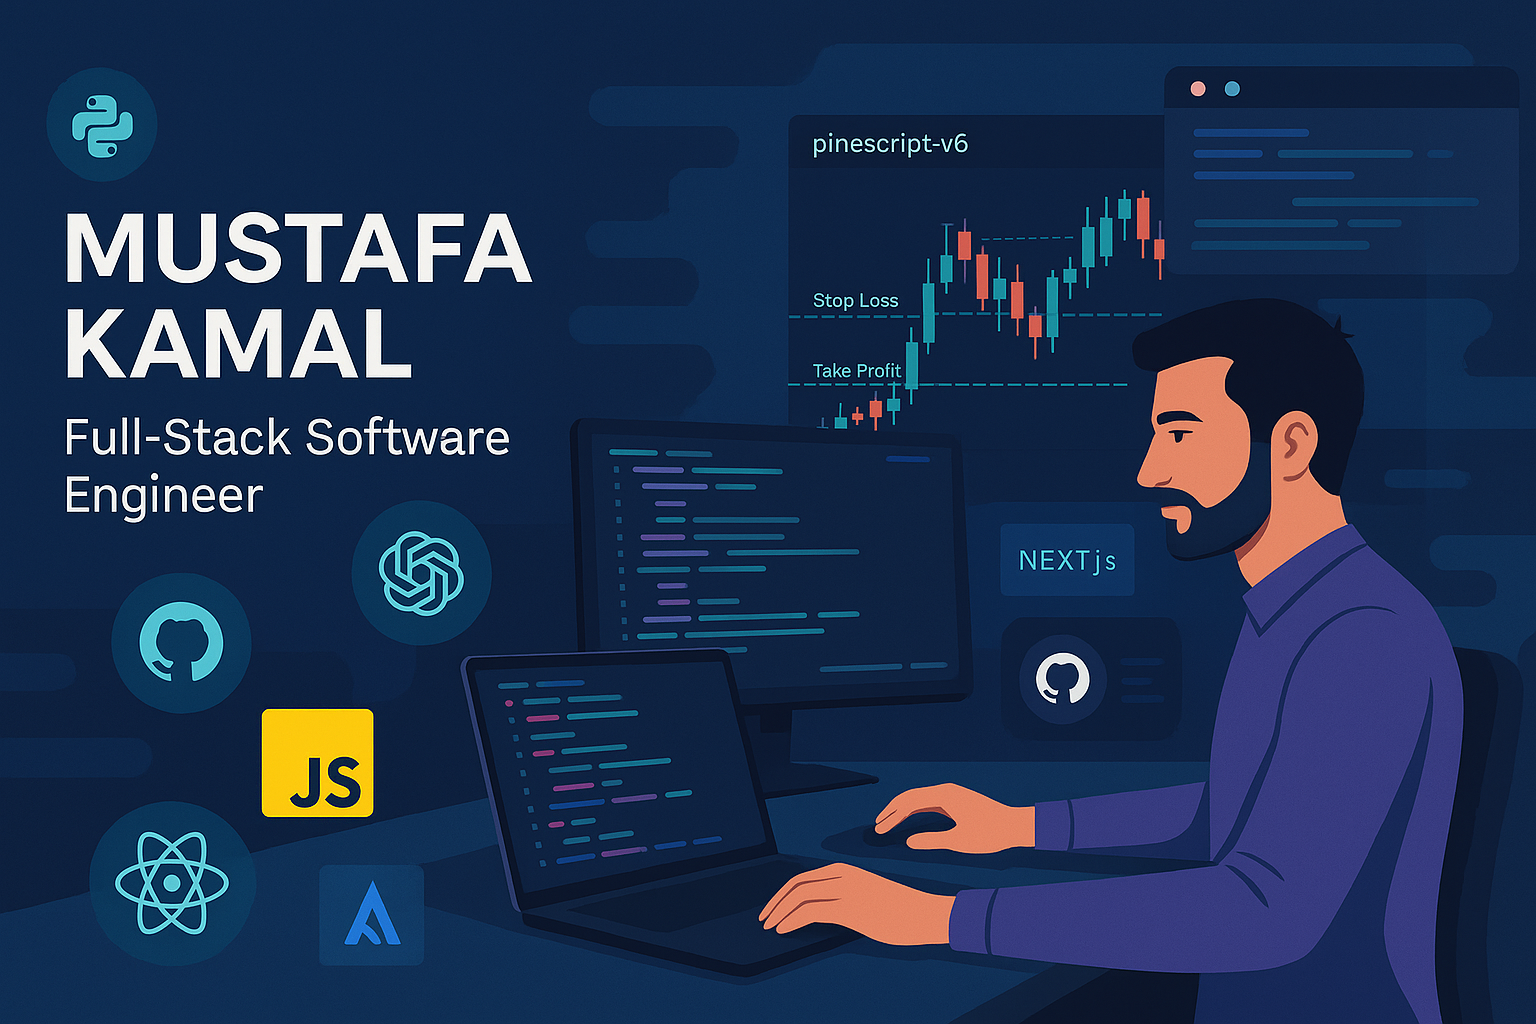 MUSTAFA
KAMAL
Full-Stack Software
Engineer
JS
pinescript-v6
Stop Loss
Take Profit
NEXTjs